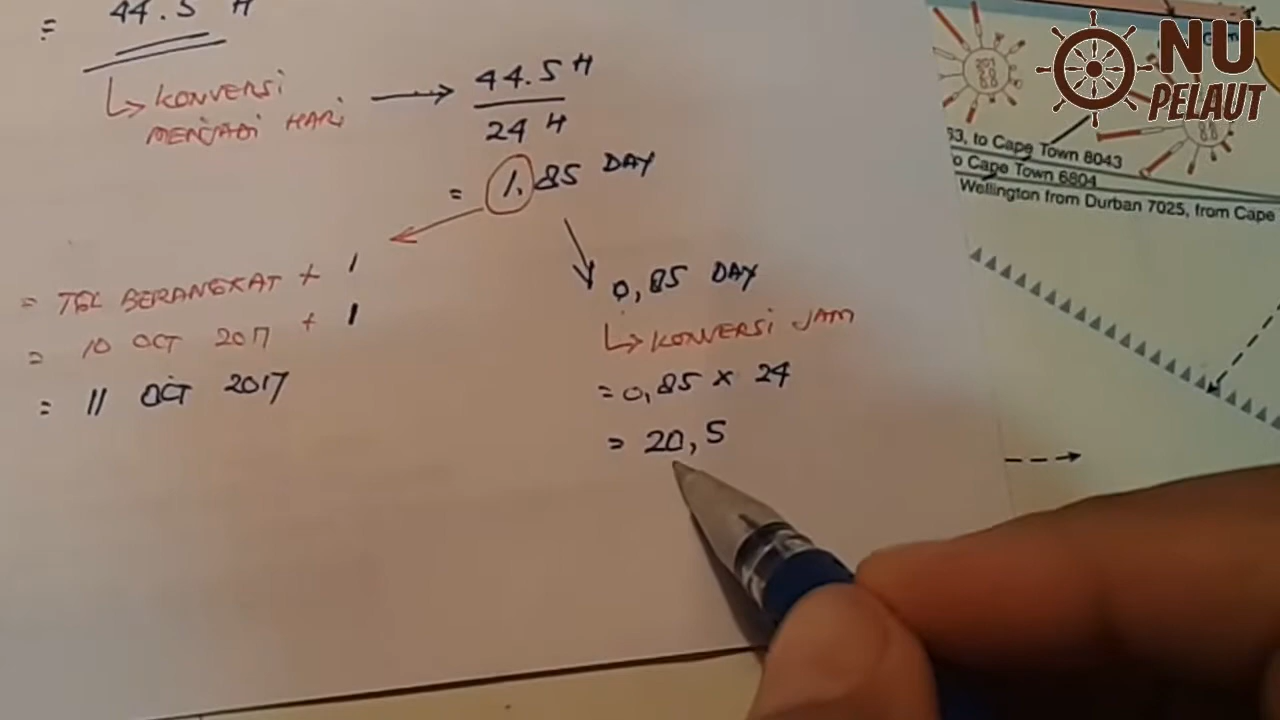 = 44.5 H
↳ KONVERSI
MENJADI HARI → 44.5 H
24 H
= 1,85 DAY
= TGL BERANGKAT + 1
= 10 OCT 2017 + 1
= 11 OCT 2017
0,85 DAY
↳ KONVERSI JAM
= 0,85 × 24
= 20,5
NU
PELAUT
, to Cape Town 8043
to Cape Town 6804
Wellington from Durban 7025, from Cape